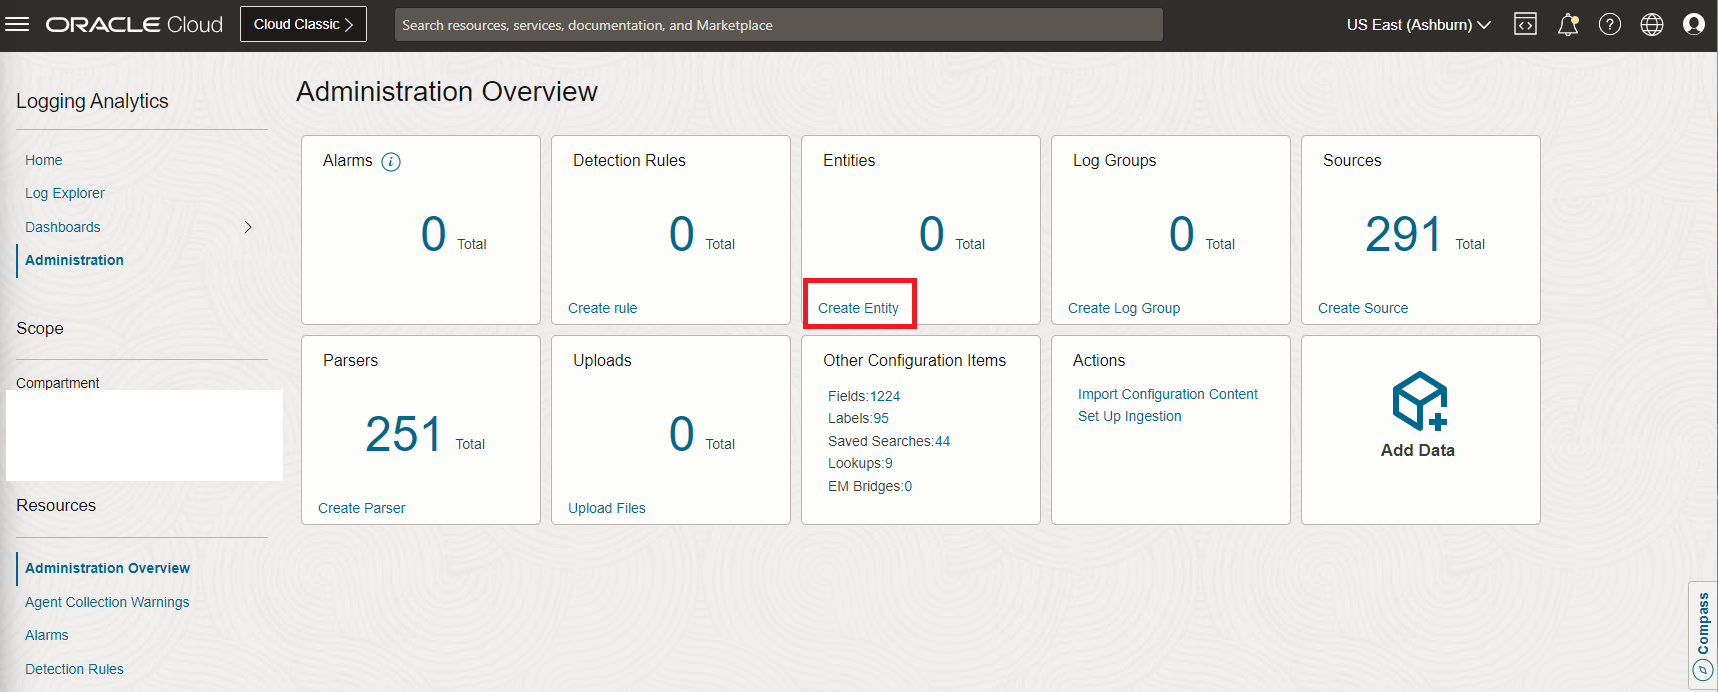 ORACLE Cloud
Cloud Classic
Search resources, services, documentation, and Marketplace
US East (Ashburn)
Logging Analytics
Home
Log Explorer
Dashboards
Administration
Scope
Compartment
Resources
Administration Overview
Agent Collection Warnings
Alarms
Detection Rules
Administration Overview
Alarms
0 Total
Detection Rules
0 Total
Create rule
Entities
0 Total
Create Entity
Log Groups
0 Total
Create Log Group
Sources
291 Total
Create Source
Parsers
251 Total
Create Parser
Uploads
0 Total
Upload Files
Other Configuration Items
Fields:1224
Labels:95
Saved Searches:44
Lookups:9
EM Bridges:0
Actions
Import Configuration Content
Set Up Ingestion
Add Data
Compass